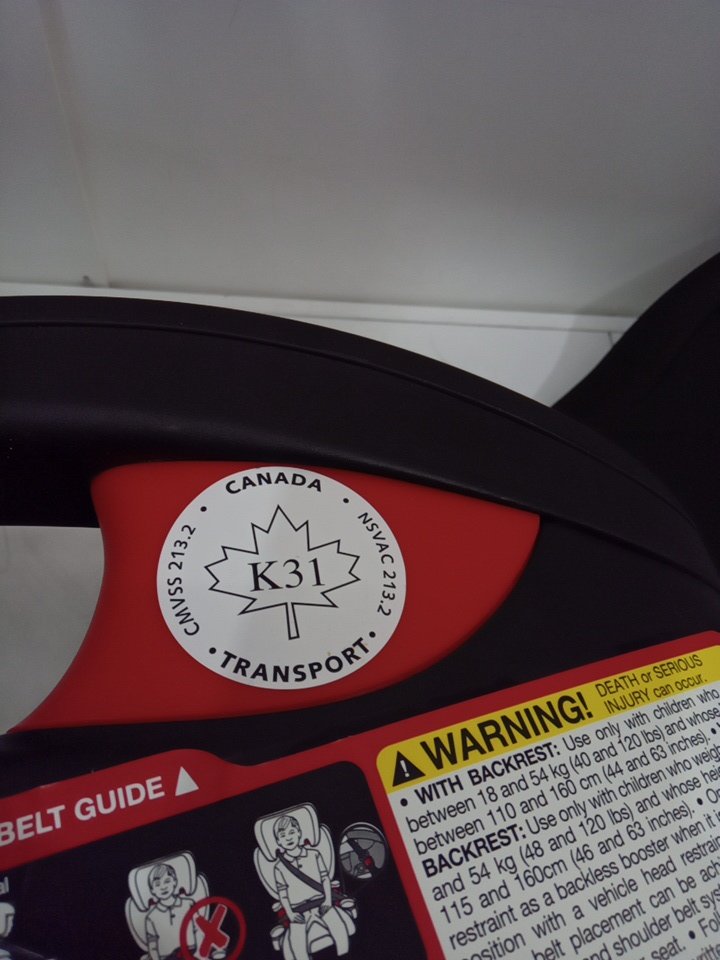 CANADA
CMVSS 213.2
NSVAC 213.2
K31
TRANSPORT
BELT GUIDE
WARNING! DEATH or SERIOUS
INJURY can occur.
• WITH BACKREST: Use only with children who
between 18 and 54 kg (40 and 120 lbs) and whose
between 110 and 160 cm (44 and 63 inches). •
BACKREST: Use only with children who weigh
and 54 kg (48 and 120 lbs) and whose he
115 and 160cm (46 and 63 inches). •
restraint as a backless booster when it
position with a vehicle head restrain
belt placement can be
and shoulder belt
seat. •